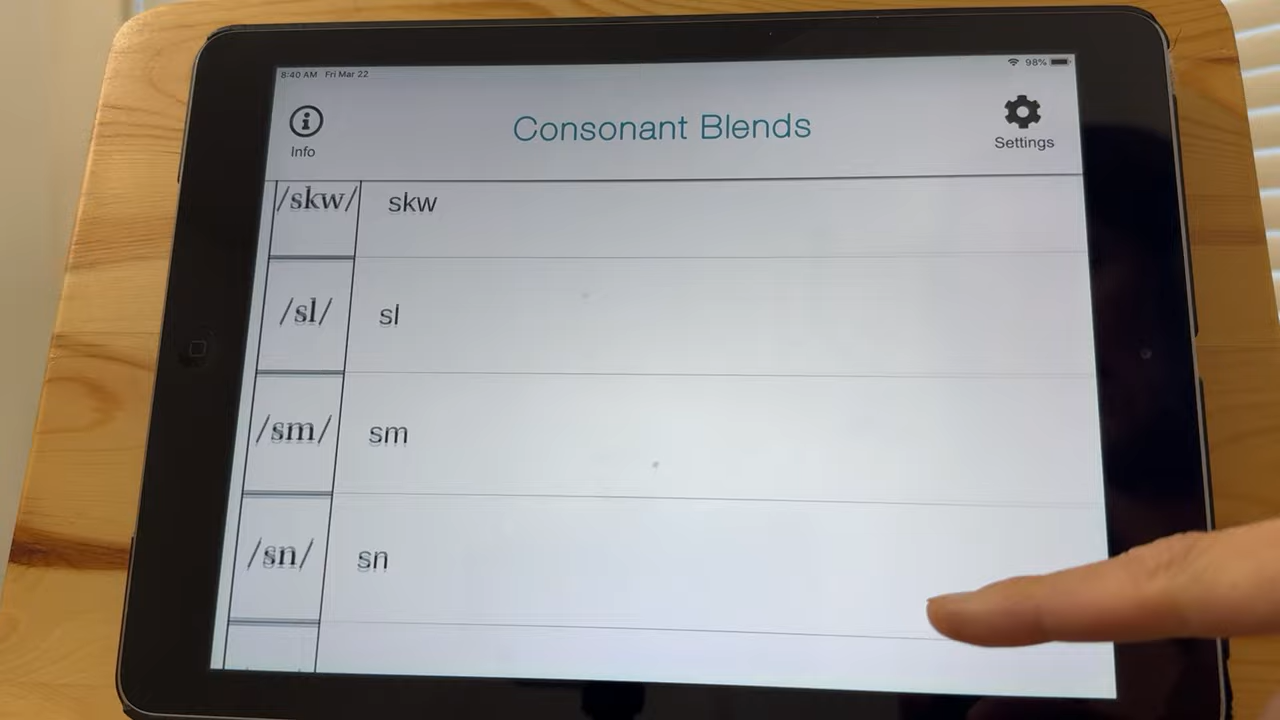 8:40 AM Fri Mar 22
98%
Info
Consonant Blends
Settings
/skw/ skw
/sl/ sl
/sm/ sm
/sn/ sn